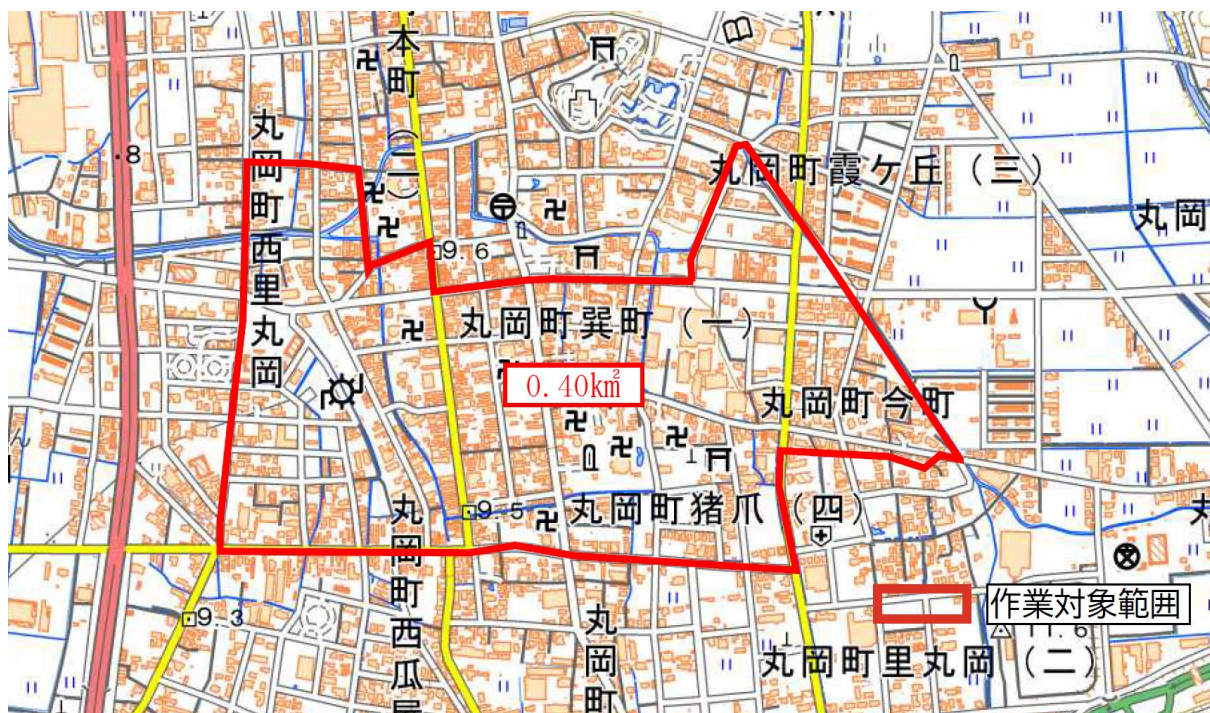 本町（二）
丸岡町西里丸岡
.8
丸岡町霞ケ丘（三）
丸岡
9.6
丸岡町巽町（一）
0.40k㎡
丸岡町今町
9.5
丸岡町猪爪（四）
丸岡町西瓜屋
丸岡町
9.3
作業対象範囲
11.6
丸岡町里丸岡（二）